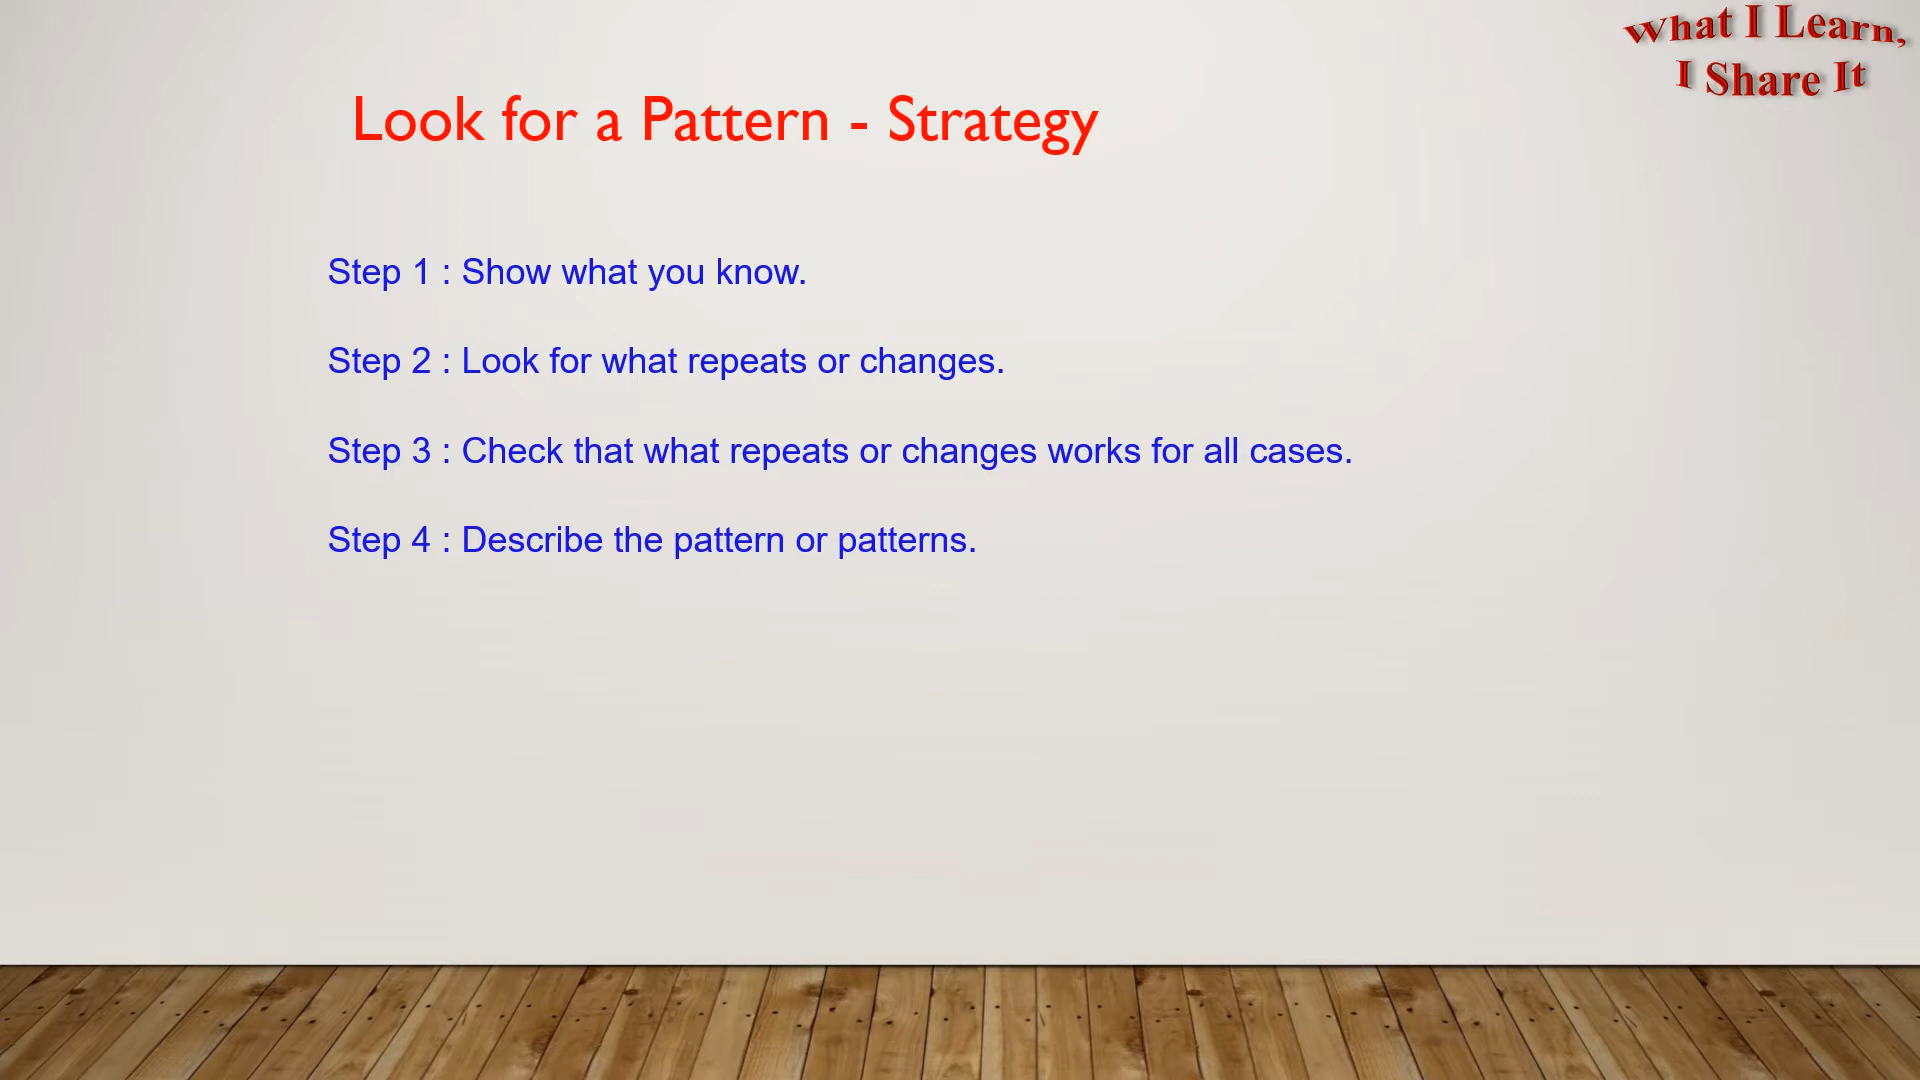 What I Learn,
I Share It
Look for a Pattern - Strategy
Step 1 : Show what you know.
Step 2 : Look for what repeats or changes.
Step 3 : Check that what repeats or changes works for all cases.
Step 4 : Describe the pattern or patterns.